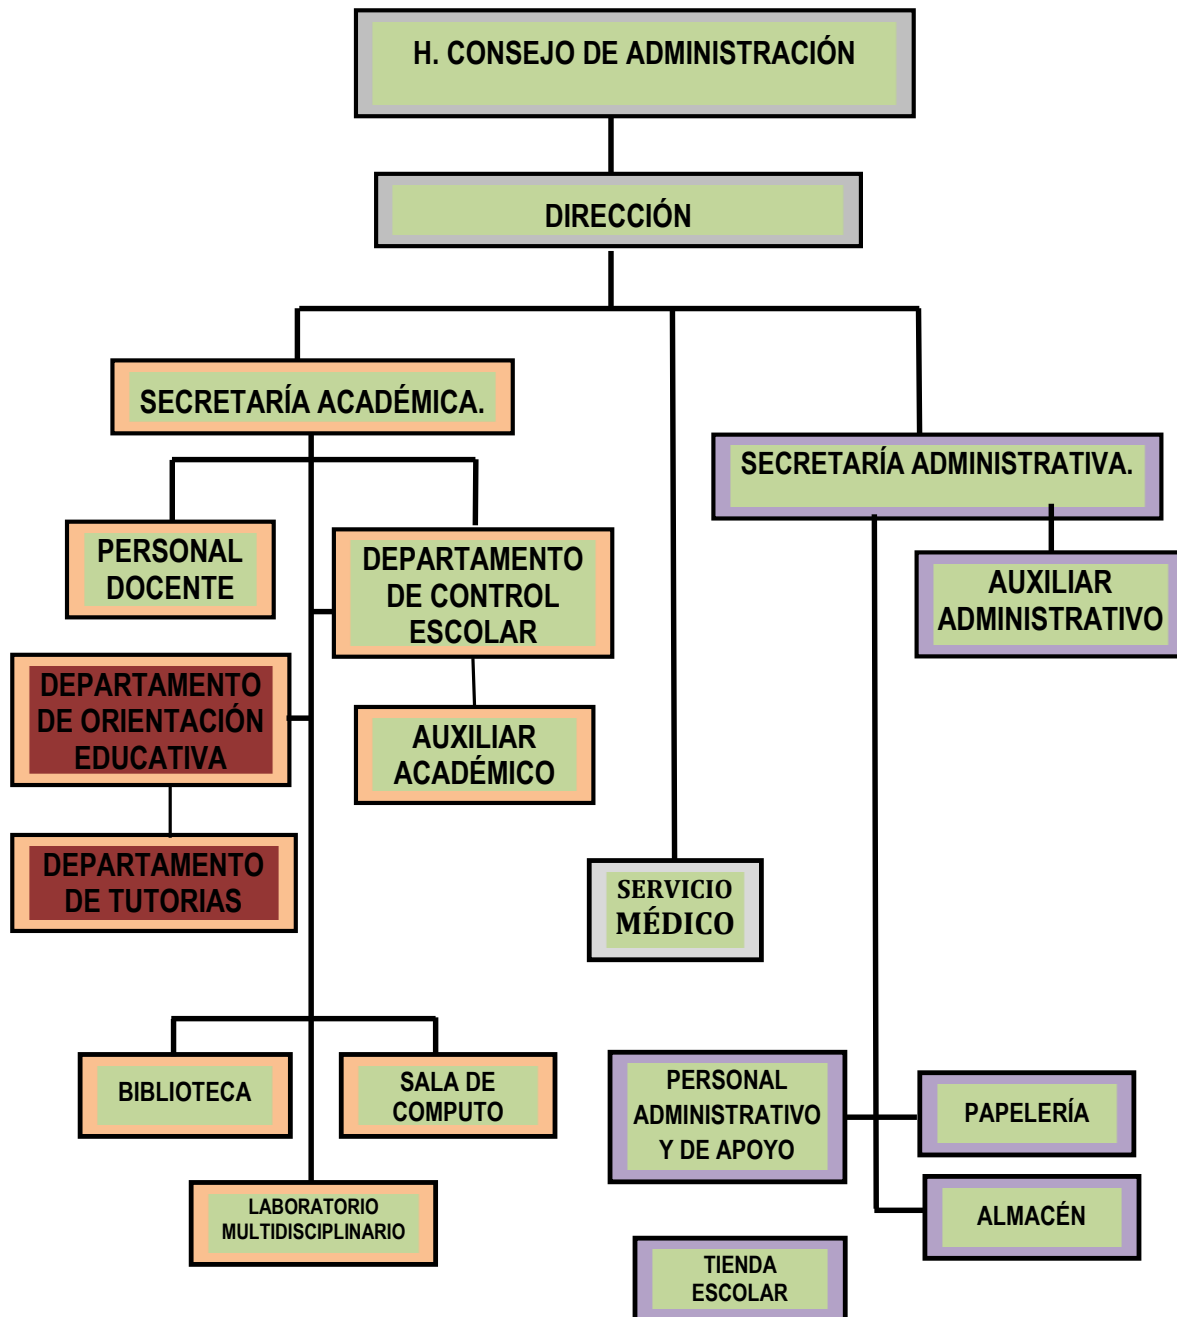 H. CONSEJO DE ADMINISTRACIÓN
DIRECCIÓN
SECRETARÍA ACADÉMICA.
SECRETARÍA ADMINISTRATIVA.
PERSONAL
DOCENTE
DEPARTAMENTO
DE CONTROL
ESCOLAR
AUXILIAR
ADMINISTRATIVO
DEPARTAMENTO
DE ORIENTACIÓN
EDUCATIVA
AUXILIAR
ACADÉMICO
DEPARTAMENTO
DE TUTORIAS
SERVICIO
MÉDICO
BIBLIOTECA
SALA DE
COMPUTO
PERSONAL
ADMINISTRATIVO
Y DE APOYO
PAPELERÍA
LABORATORIO
MULTIDISCIPLINARIO
ALMACÉN
TIENDA
ESCOLAR